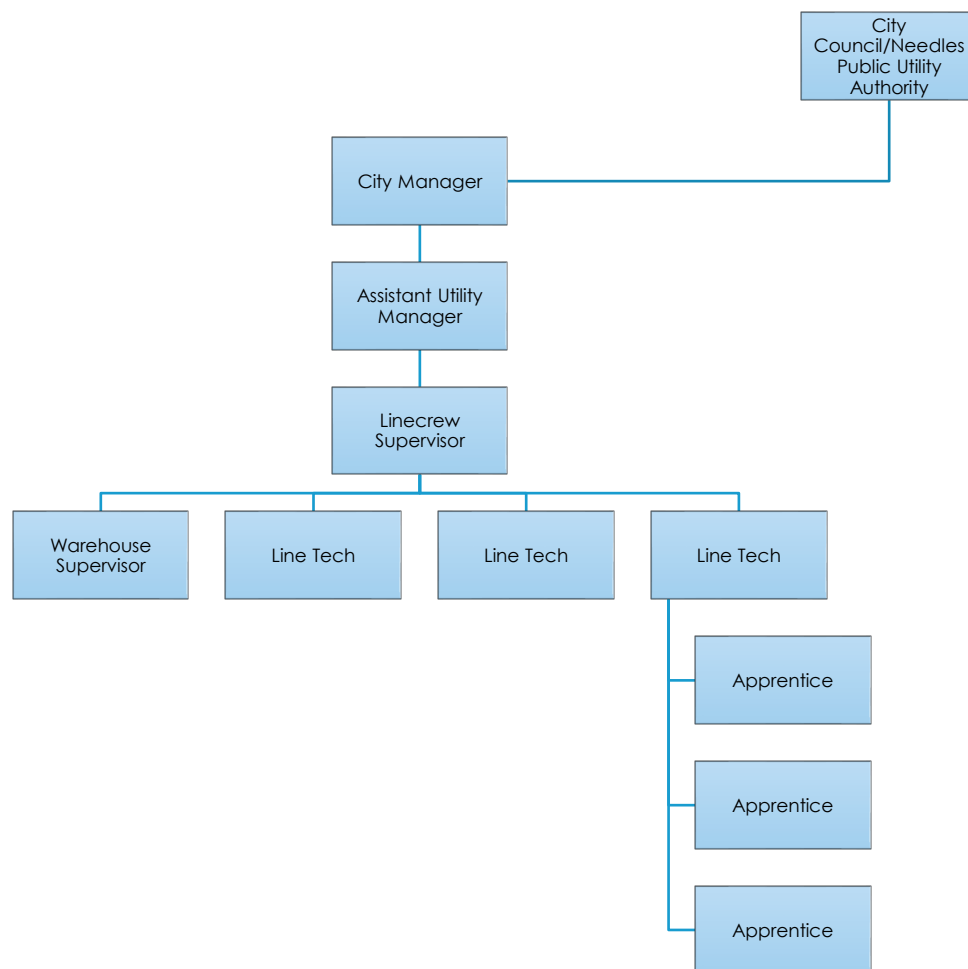 City
Council/Needles
Public Utility
Authority
City Manager
Assistant Utility
Manager
Linecrew
Supervisor
Warehouse
Supervisor
Line Tech
Line Tech
Line Tech
Apprentice
Apprentice
Apprentice